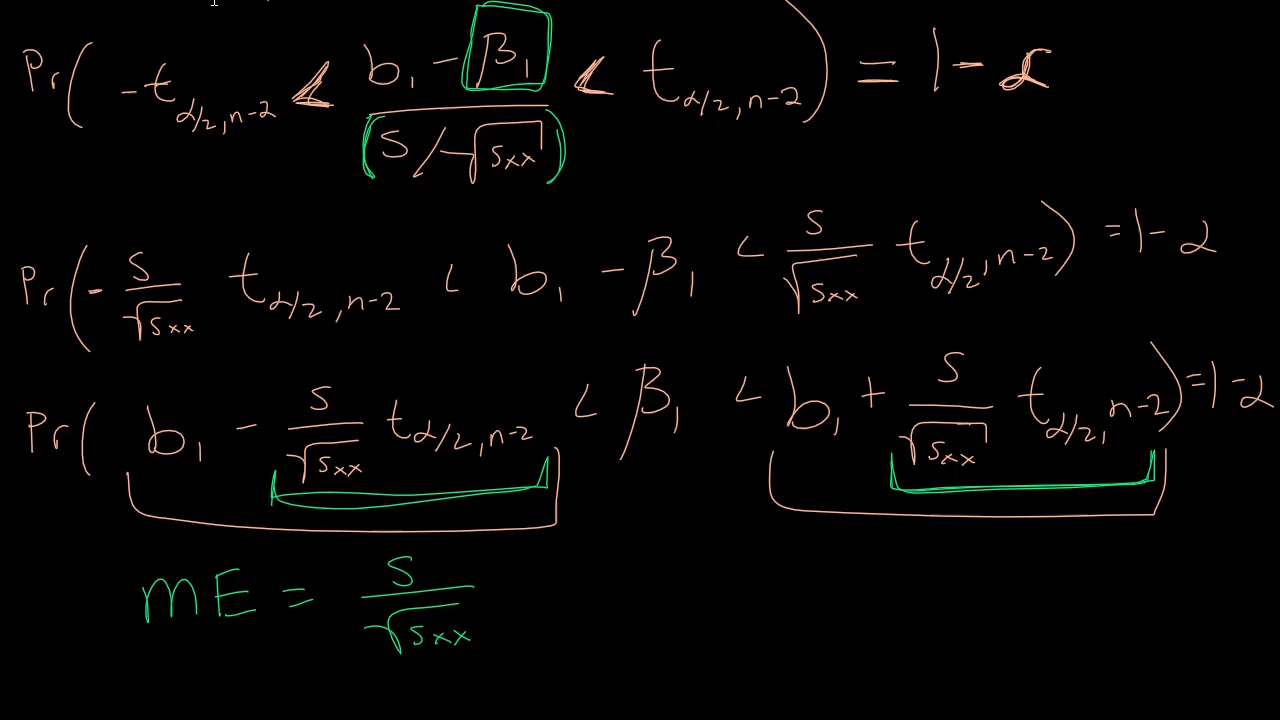 Pr( -t_{α/2, n-2} < (b₁ - β₁) / (S/√Sxx) < t_{α/2, n-2} ) = 1 - α
Pr( - S/√Sxx t_{α/2, n-2} < b₁ - β₁ < S/√Sxx t_{α/2, n-2} ) = 1 - α
Pr( b₁ - S/√Sxx t_{α/2, n-2} < β₁ < b₁ + S/√Sxx t_{α/2, n-2} ) = 1 - α
ME = S/√Sxx